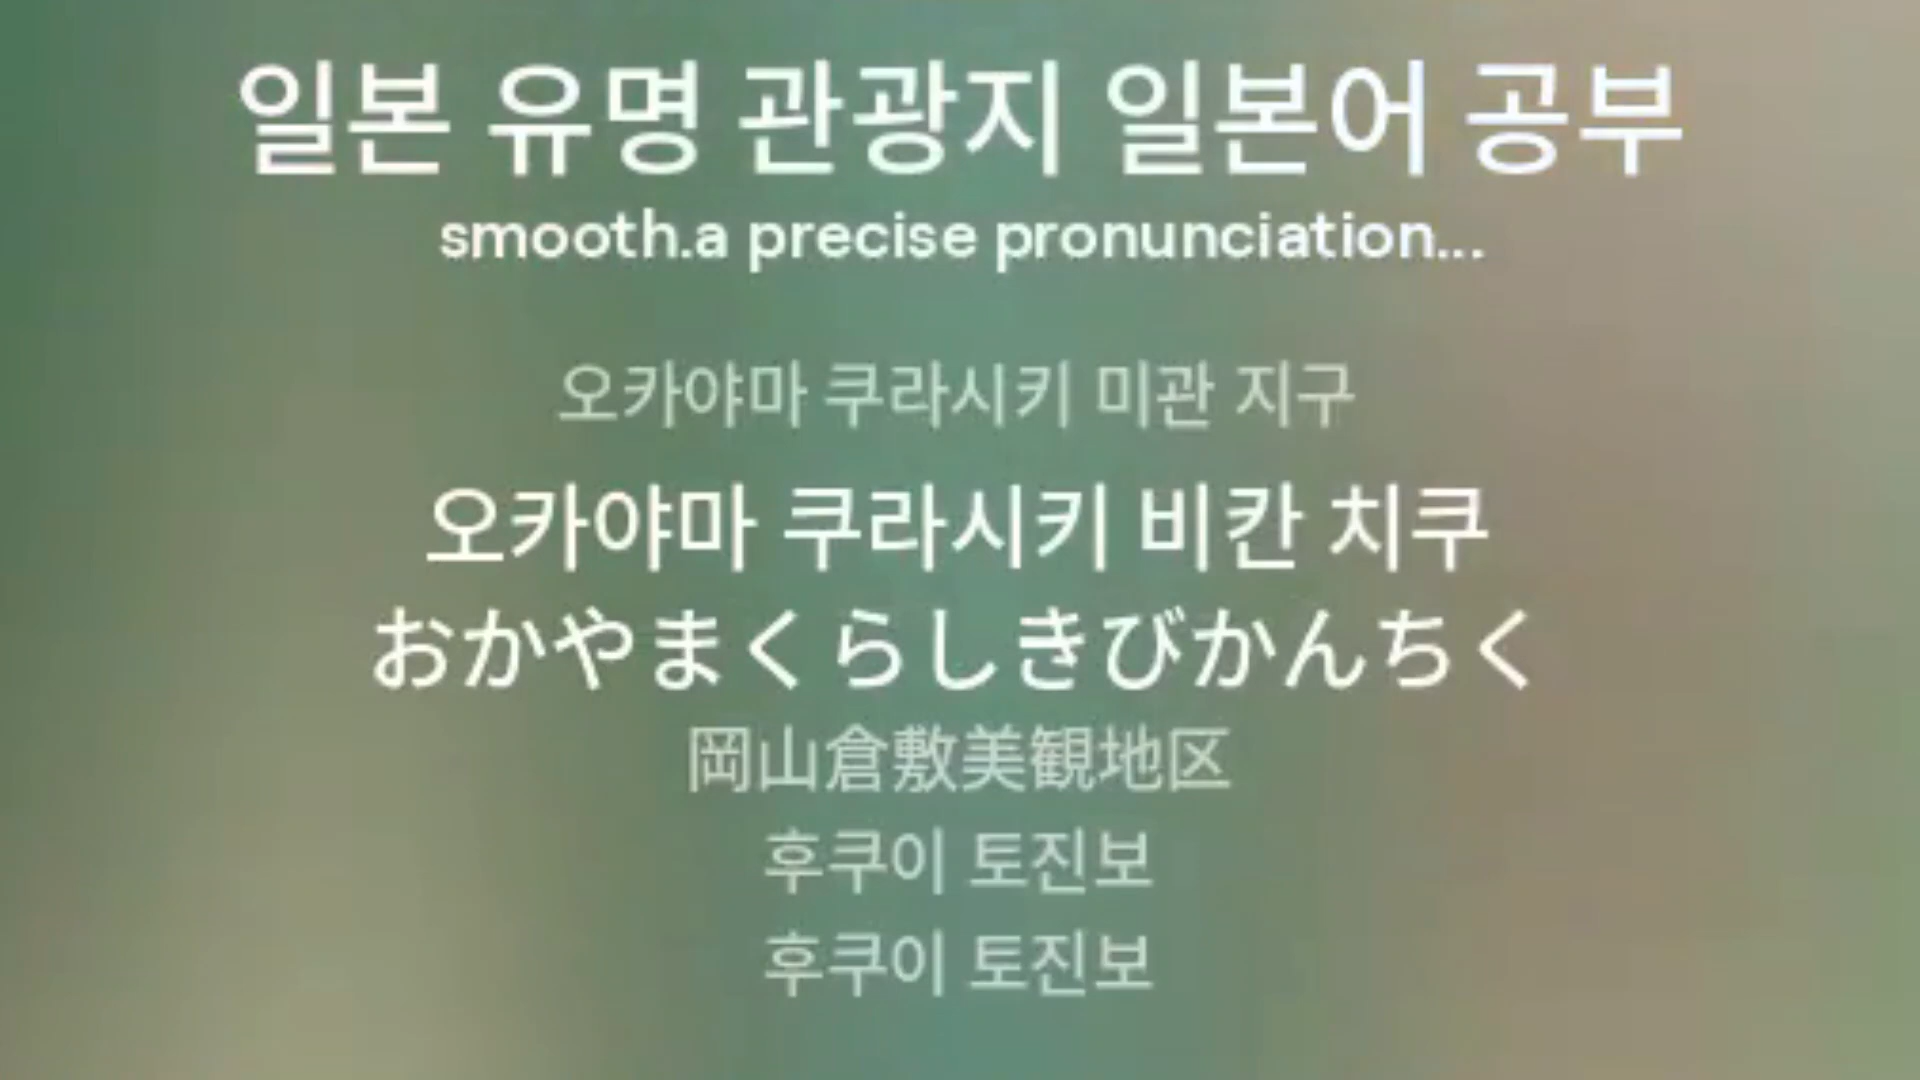 일본 유명 관광지 일본어 공부
smooth.a precise pronunciation...
오카야마 쿠라시키 미관 지구
오카야마 쿠라시키 비칸 치쿠
おかやまくらしきびかんちく
岡山倉敷美観地区
후쿠이 토진보
후쿠이 토진보